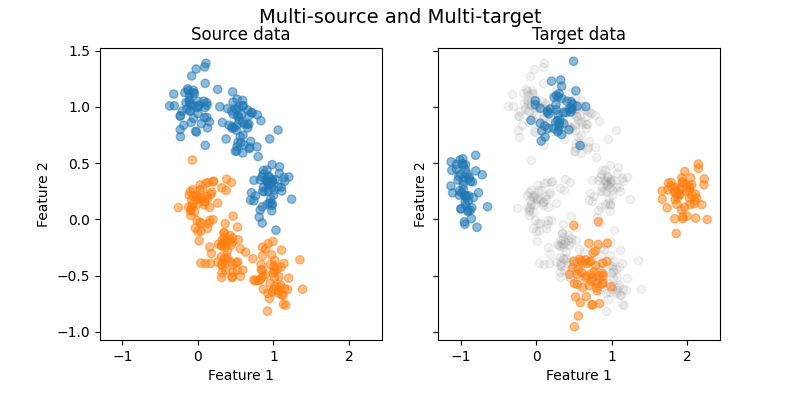 Multi-source and Multi-target
Source data
Target data
1.5
1.0
0.5
0.0
−0.5
−1.0
Feature 2
Feature 2
−1 0 1 2
−1 0 1 2
Feature 1
Feature 1